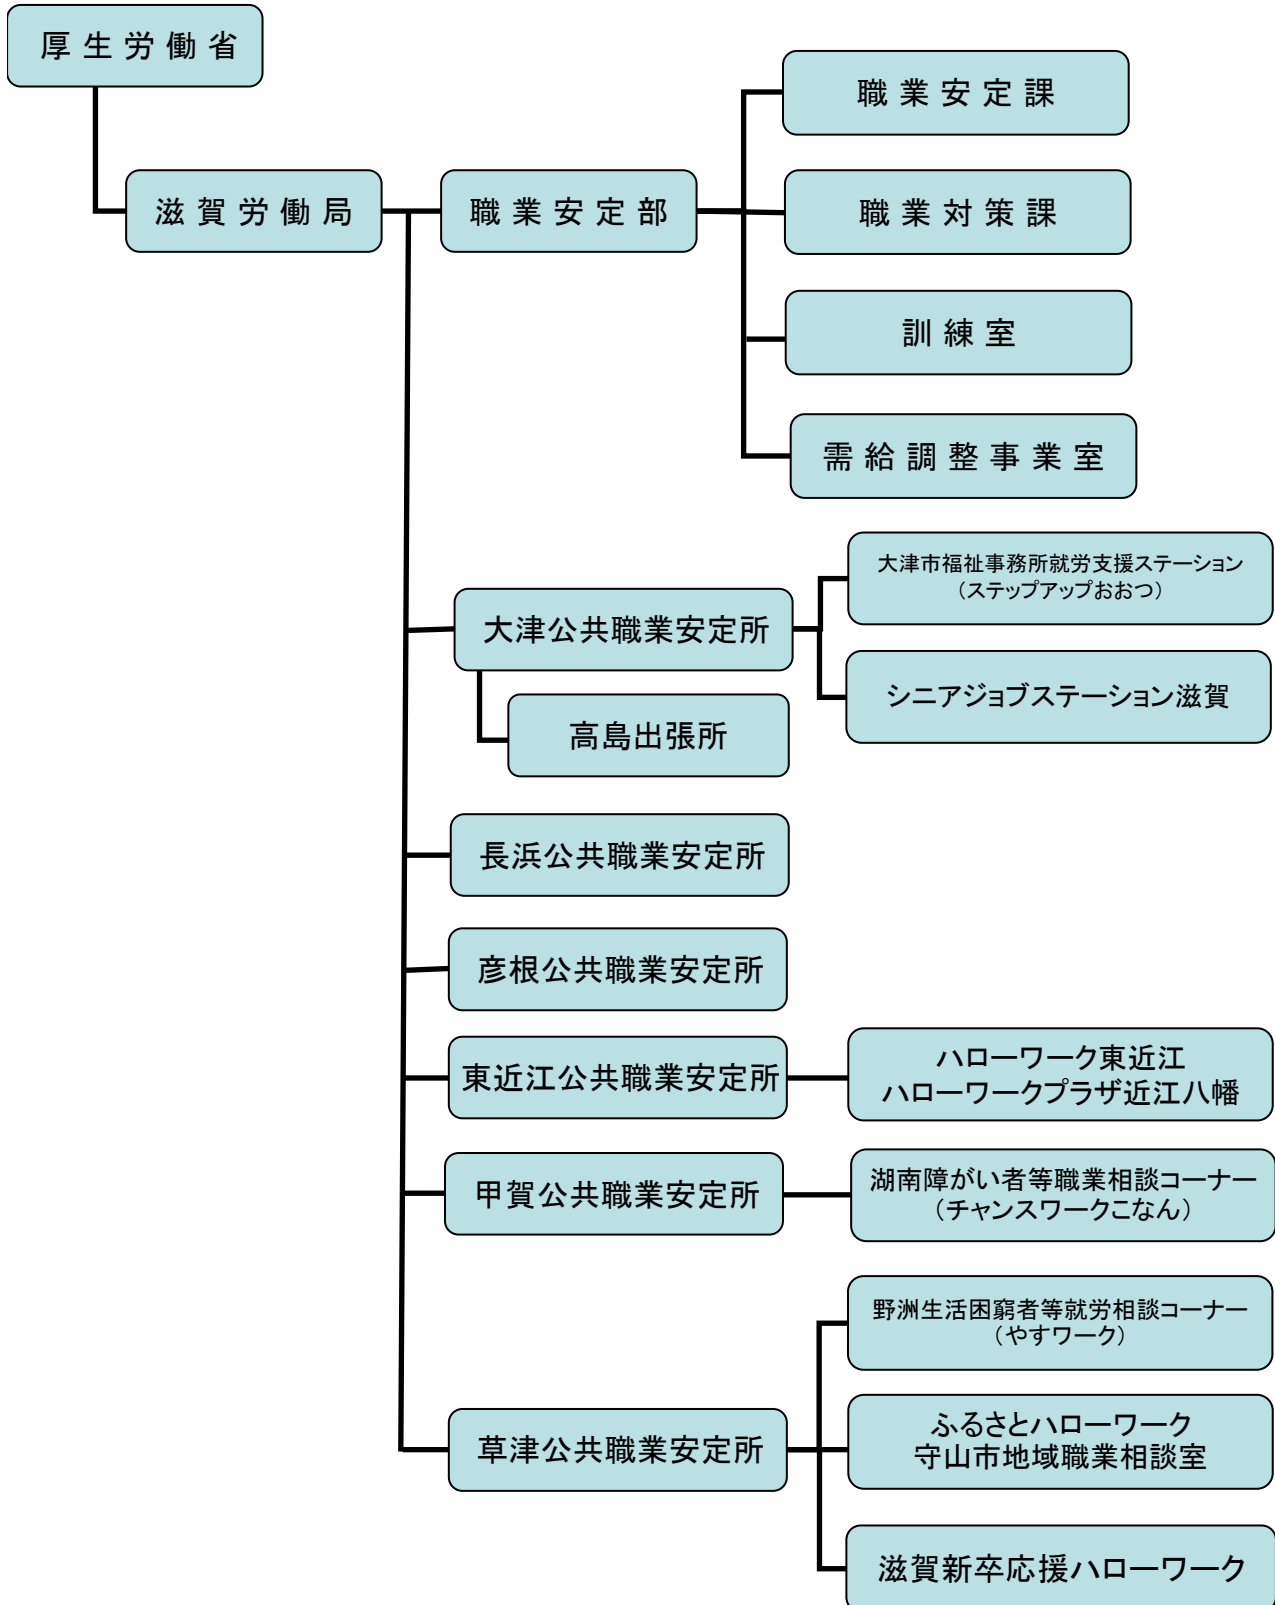 厚生労働省
滋賀労働局
職業安定部
職業安定課
職業対策課
訓練室
需給調整事業室
大津公共職業安定所
大津市福祉事務所就労支援ステーション
（ステップアップおおつ）
シニアジョブステーション滋賀
高島出張所
長浜公共職業安定所
彦根公共職業安定所
東近江公共職業安定所
ハローワーク東近江
ハローワークプラザ近江八幡
甲賀公共職業安定所
湖南障がい者等職業相談コーナー
（チャンスワークこなん）
草津公共職業安定所
野洲生活困窮者等就労相談コーナー
（やすワーク）
ふるさとハローワーク
守山市地域職業相談室
滋賀新卒応援ハローワーク